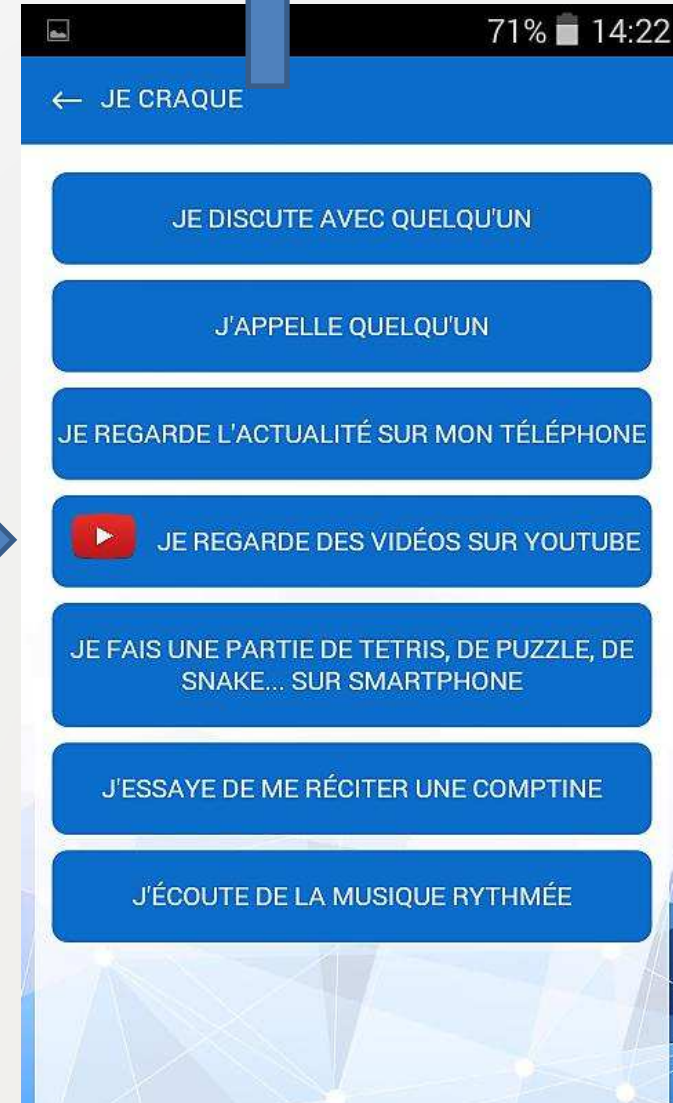 71% 14:22
← JE CRAQUE
JE DISCUTE AVEC QUELQU'UN
J'APPELLE QUELQU'UN
JE REGARDE L'ACTUALITÉ SUR MON TÉLÉPHONE
JE REGARDE DES VIDÉOS SUR YOUTUBE
JE FAIS UNE PARTIE DE TETRIS, DE PUZZLE, DE
SNAKE... SUR SMARTPHONE
J'ESSAYE DE ME RÉCITER UNE COMPTINE
J'ÉCOUTE DE LA MUSIQUE RYTHMÉE